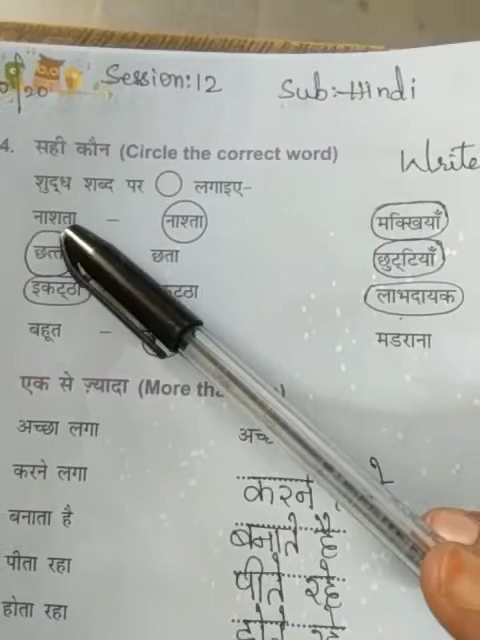 Session:12 Sub:-Hindi
4. सही कौन (Circle the correct word) Write
शुद्ध शब्द पर ◯ लगाइए-
नाशता - नाश्ता मक्खियाँ
छता छुट्टियाँ
इकट्ठा लाभदायक
बहूत - मडराना
एक से ज़्यादा (More
अच्छा लगा
करने लगा करने
बनाता है बनाते है
पीता रहा पीते रहे
होता रहा